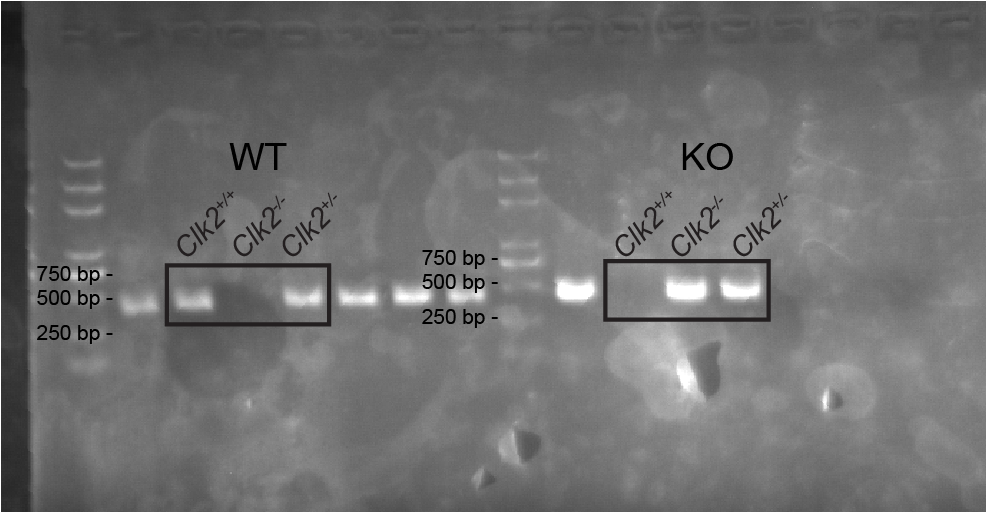 WT
KO
Clk2+/+
Clk2-/-
Clk2+/-
Clk2+/+
Clk2-/-
Clk2+/-
750 bp -
500 bp -
250 bp -
750 bp -
500 bp -
250 bp -